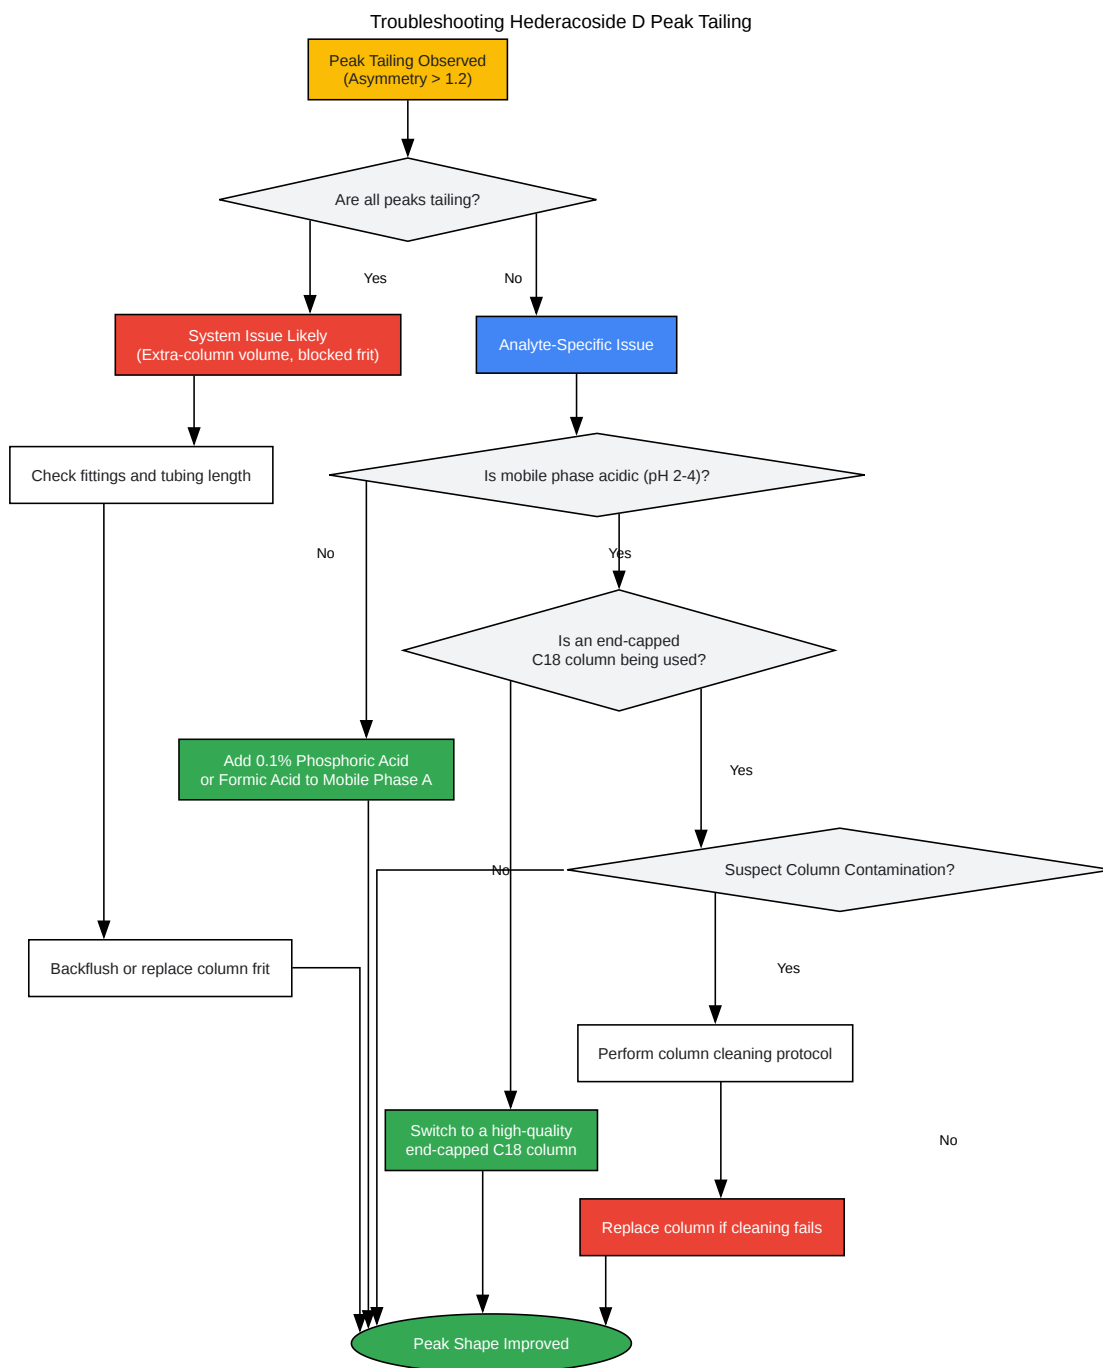 Troubleshooting Hederacoside D Peak Tailing
Peak Tailing Observed
(Asymmetry > 1.2)
Are all peaks tailing?
Yes
No
System Issue Likely
(Extra-column volume, blocked frit)
Analyte-Specific Issue
Check fittings and tubing length
Is mobile phase acidic (pH 2-4)?
No
Yes
Is an end-capped
C18 column being used?
Add 0.1% Phosphoric Acid
or Formic Acid to Mobile Phase A
Yes
No
Suspect Column Contamination?
Backflush or replace column frit
Yes
Perform column cleaning protocol
Switch to a high-quality
end-capped C18 column
No
Replace column if cleaning fails
Peak Shape Improved